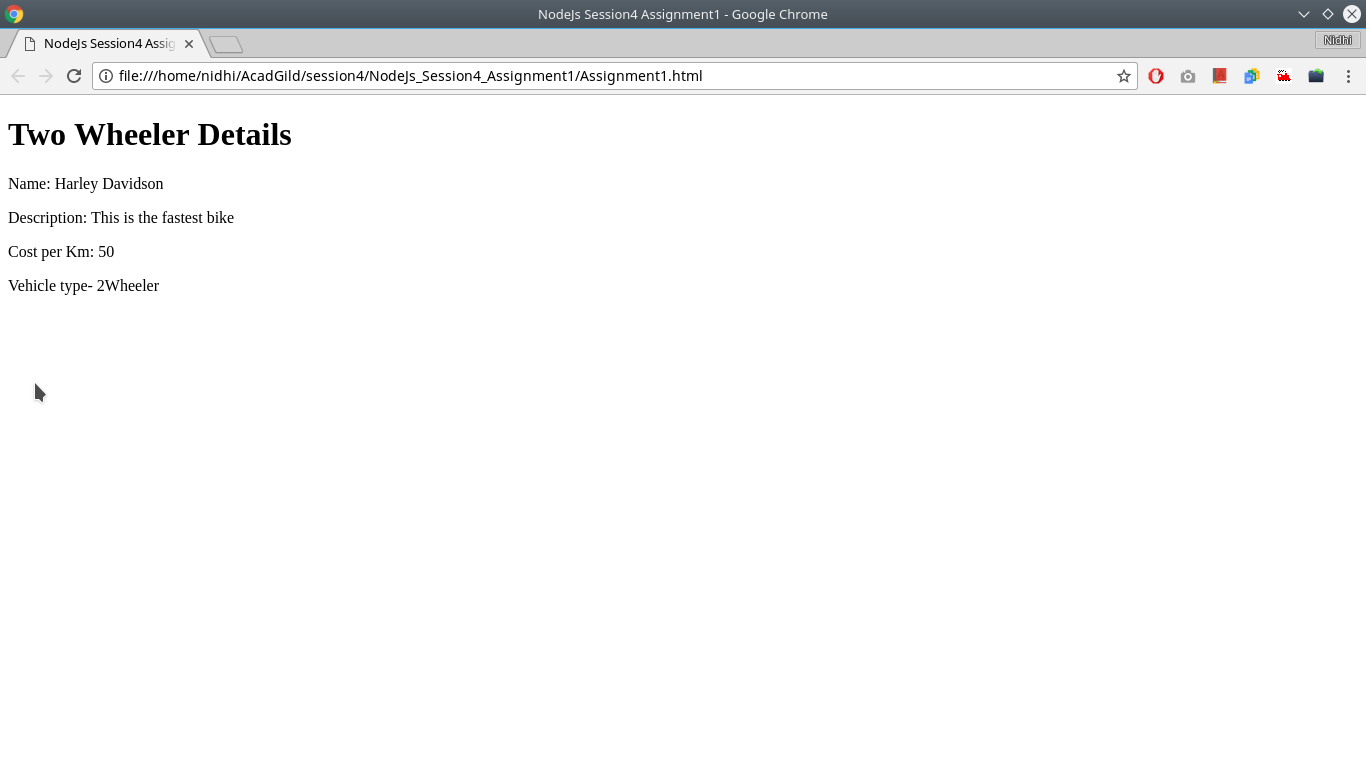 NodeJs Session4 Assignment1 - Google Chrome
NodeJs Session4 Assig
Nidhi
file:///home/nidhi/AcadGild/session4/NodeJs_Session4_Assignment1/Assignment1.html
Two Wheeler Details
Name: Harley Davidson
Description: This is the fastest bike
Cost per Km: 50
Vehicle type- 2Wheeler